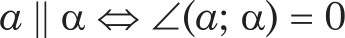 a ∥ α ⇔ ∠(a; α) = 0